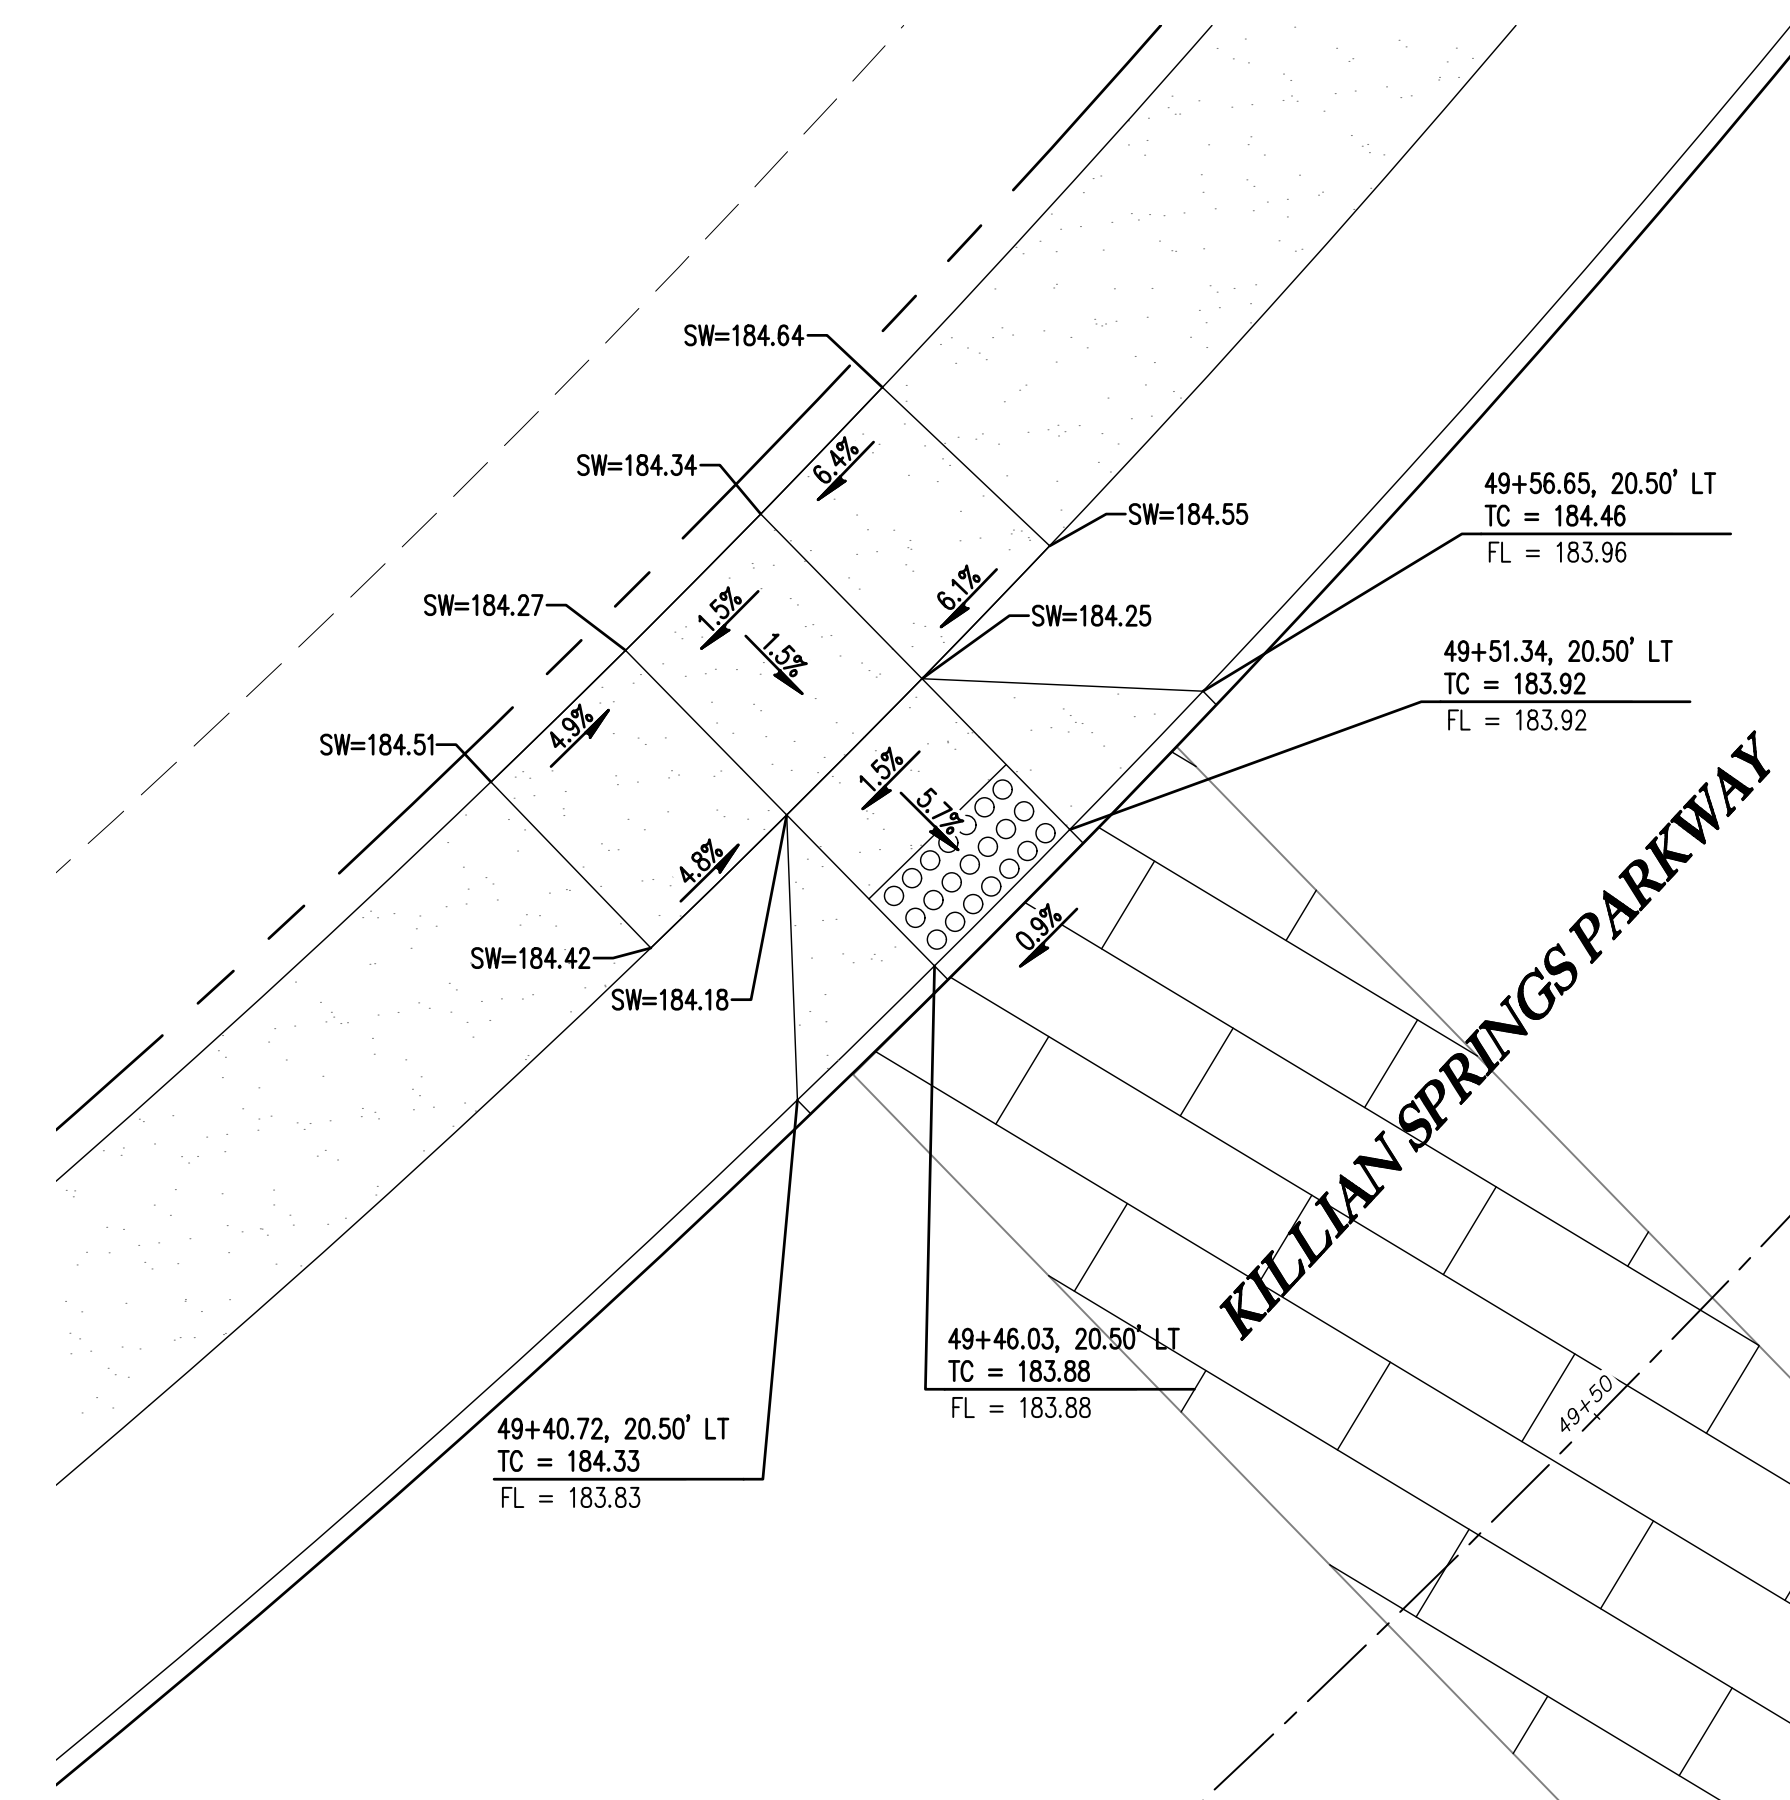 SW=184.64
SW=184.34
6.4%
49+56.65, 20.50' LT
TC = 184.46
FL = 183.96
SW=184.55
SW=184.27
1.5%
1.5%
6.1%
SW=184.25
49+51.34, 20.50' LT
TC = 183.92
FL = 183.92
SW=184.51
4.9%
1.5%
5.7%
4.8%
0.9%
SW=184.42
SW=184.18
KILLIAN SPRINGS PARKWAY
49+46.03, 20.50' LT
TC = 183.88
FL = 183.88
49+50
49+40.72, 20.50' LT
TC = 184.33
FL = 183.83